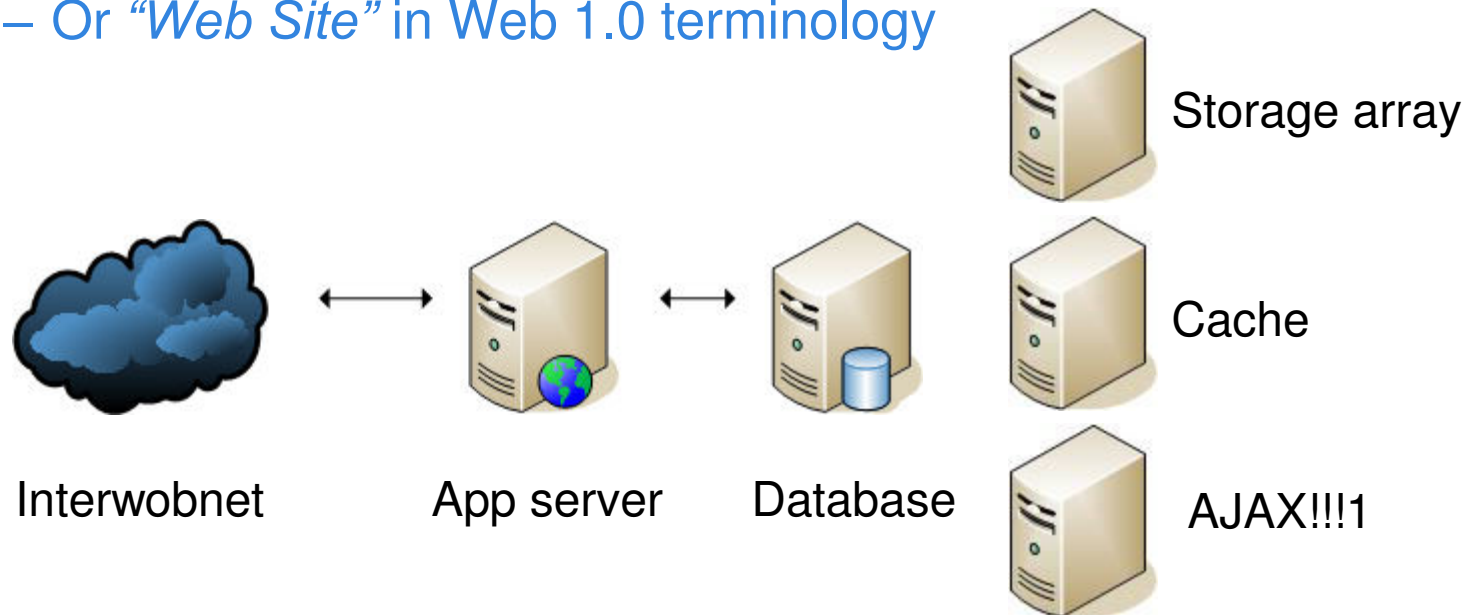 – Or “Web Site” in Web 1.0 terminology
Storage array
Cache
Interwobnet
App server
Database
AJAX!!!1